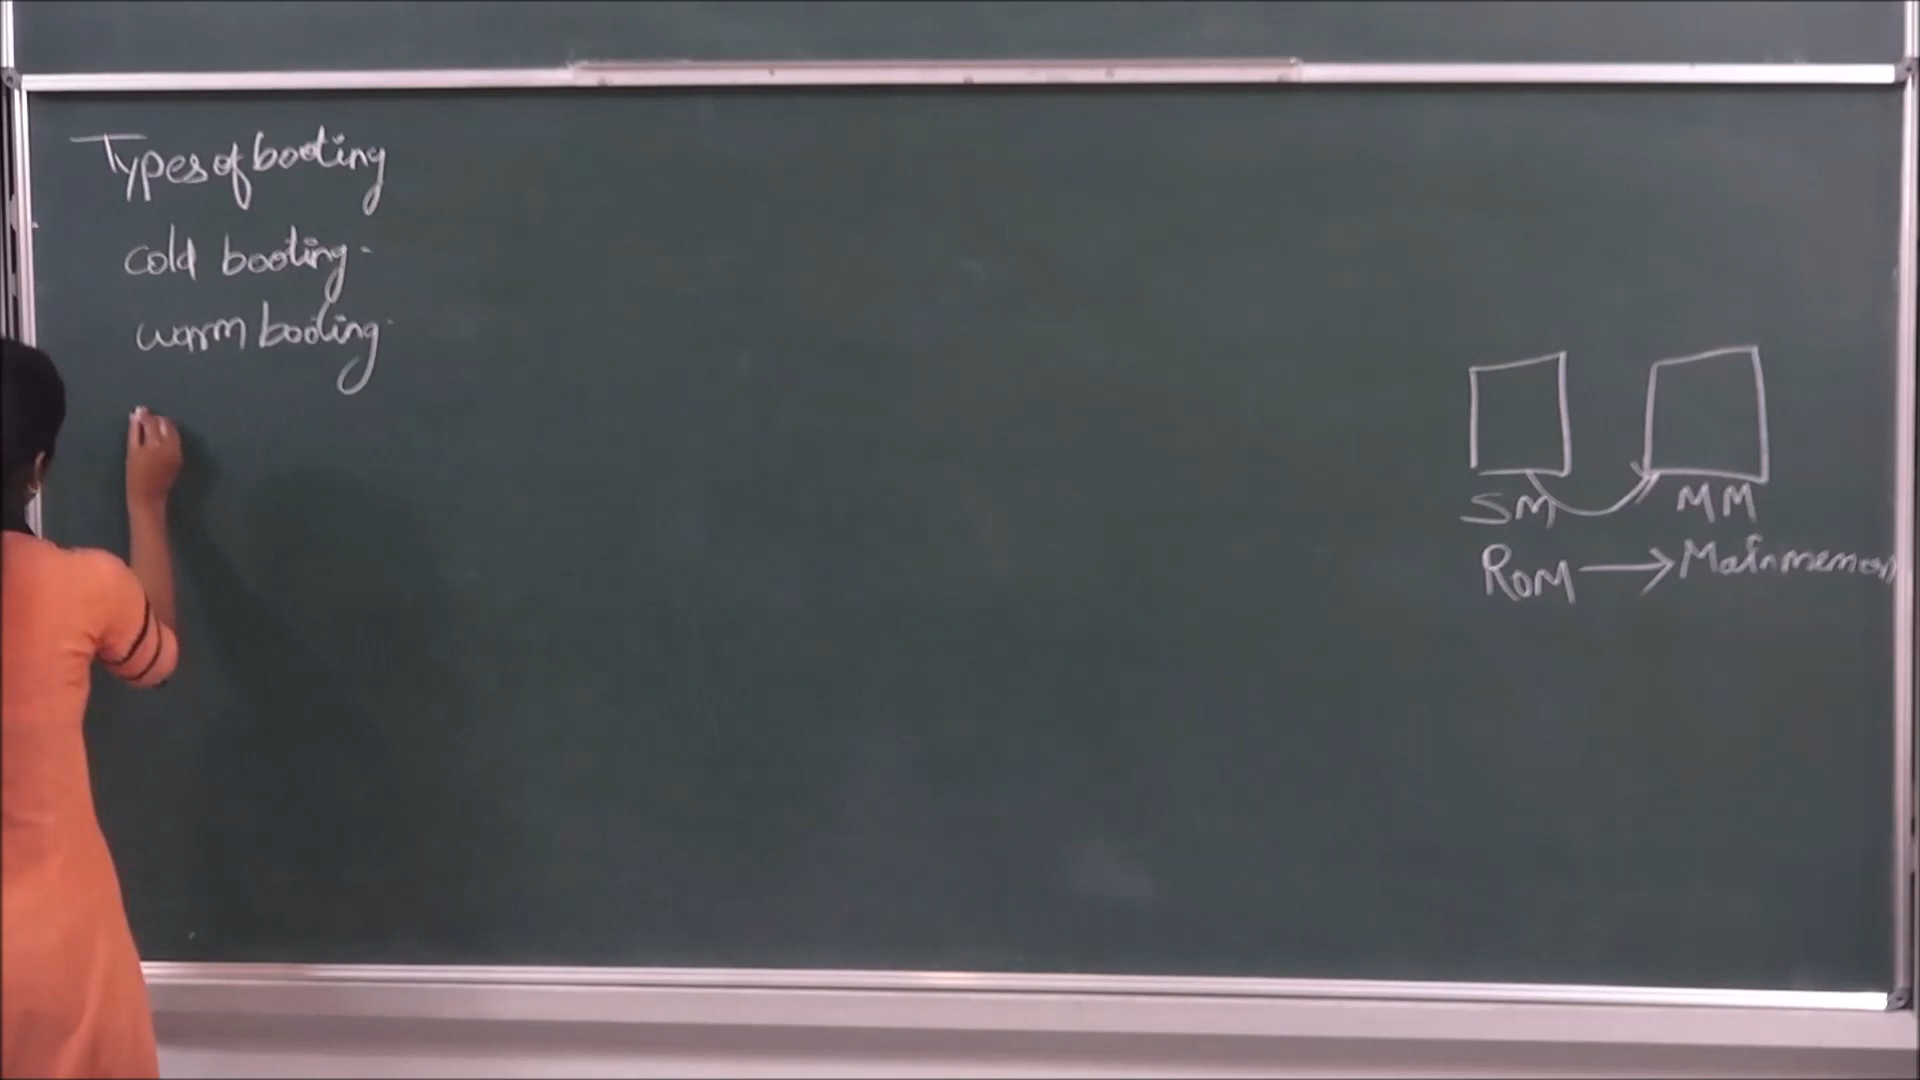 Types of booting
cold booting.
warm booting.
SM MM
ROM → Main memory